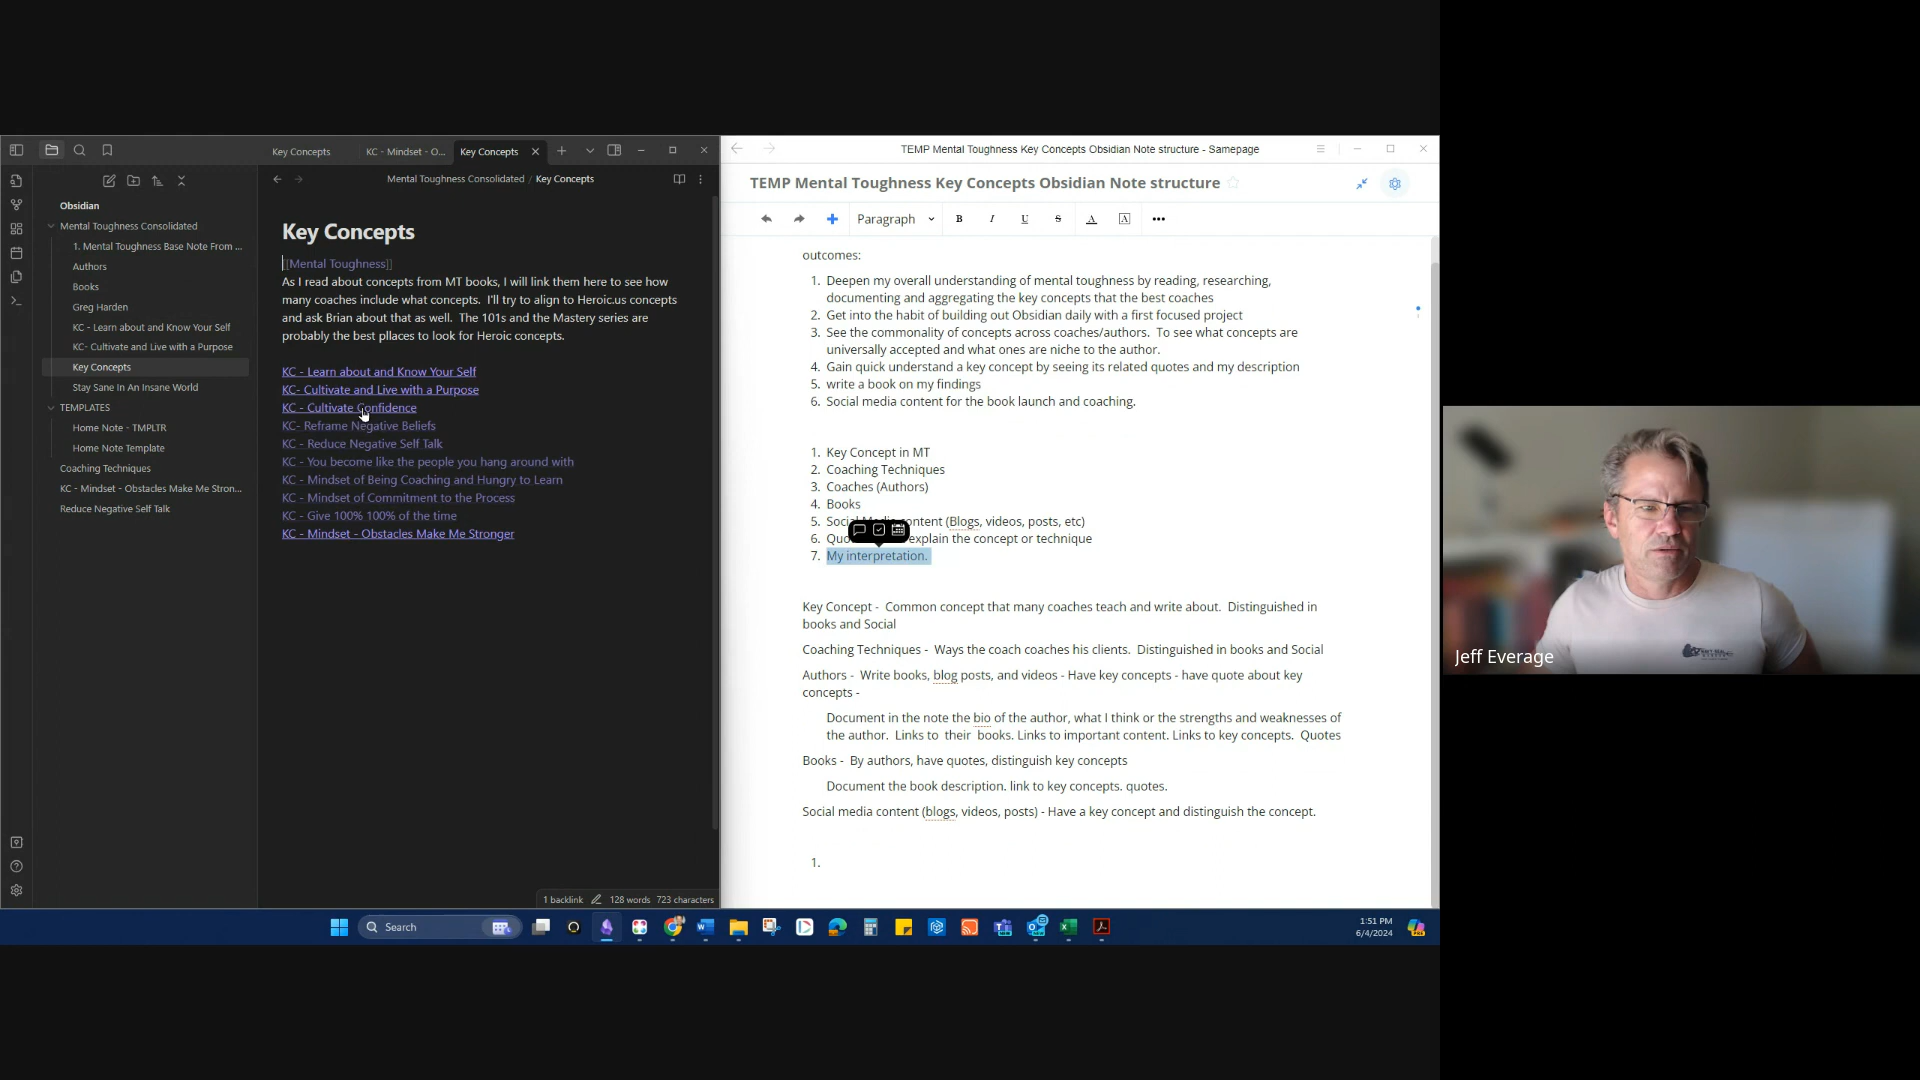 Key Concepts
KC - Mindset - O...
Key Concepts
Mental Toughness Consolidated / Key Concepts
Obsidian
Mental Toughness Consolidated
1. Mental Toughness Base Note From ...
Authors
Books
Greg Harden
KC - Learn about and Know Your Self
KC- Cultivate and Live with a Purpose
Key Concepts
Stay Sane In An Insane World
TEMPLATES
Home Note - TMPLTR
Home Note Template
Coaching Techniques
KC - Mindset - Obstacles Make Me Stron...
Reduce Negative Self Talk
Key Concepts
[[Mental Toughness]]
As I read about concepts from MT books, I will link them here to see how
many coaches include what concepts. I'll try to align to Heroic.us concepts
and ask Brian about that as well. The 101s and the Mastery series are
probably the best pllaces to look for Heroic concepts.
KC - Learn about and Know Your Self
KC- Cultivate and Live with a Purpose
KC - Cultivate Confidence
KC- Reframe Negative Beliefs
KC - Reduce Negative Self Talk
KC - You become like the people you hang around with
KC - Mindset of Being Coaching and Hungry to Learn
KC - Mindset of Commitment to the Process
KC - Give 100% 100% of the time
KC - Mindset - Obstacles Make Me Stronger
1 backlink 128 words 723 characters
TEMP Mental Toughness Key Concepts Obsidian Note structure - Samepage
TEMP Mental Toughness Key Concepts Obsidian Note structure
Paragraph B I U S A A
outcomes:
1. Deepen my overall understanding of mental toughness by reading, researching,
documenting and aggregating the key concepts that the best coaches
2. Get into the habit of building out Obsidian daily with a first focused project
3. See the commonality of concepts across coaches/authors. To see what concepts are
universally accepted and what ones are niche to the author.
4. Gain quick understand a key concept by seeing its related quotes and my description
5. write a book on my findings
6. Social media content for the book launch and coaching.
1. Key Concept in MT
2. Coaching Techniques
3. Coaches (Authors)
4. Books
5. Social Media content (Blogs, videos, posts, etc)
6. Quo explain the concept or technique
7. My interpretation.
Key Concept - Common concept that many coaches teach and write about. Distinguished in
books and Social
Coaching Techniques - Ways the coach coaches his clients. Distinguished in books and Social
Authors - Write books, blog posts, and videos - Have key concepts - have quote about key
concepts -
Document in the note the bio of the author, what I think or the strengths and weaknesses of
the author. Links to their books. Links to important content. Links to key concepts. Quotes
Books - By authors, have quotes, distinguish key concepts
Document the book description. link to key concepts. quotes.
Social media content (blogs, videos, posts) - Have a key concept and distinguish the concept.
1.
Search
1:51 PM
6/4/2024
Jeff Everage